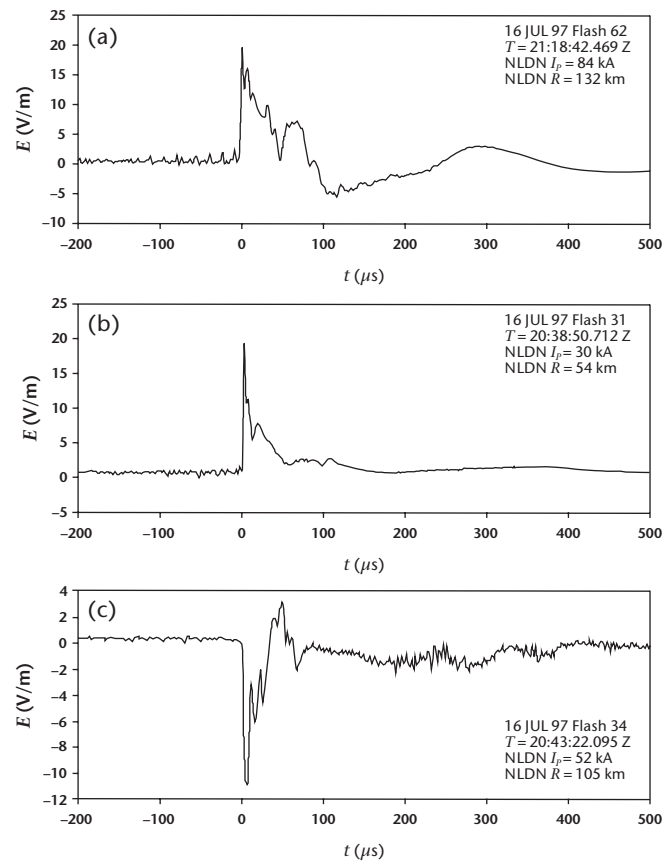 (a)
16 JUL 97 Flash 62
T = 21:18:42.469 Z
NLDN I_P = 84 kA
NLDN R = 132 km
E (V/m)
25
20
15
10
5
0
−5
−10
−200 −100 0 100 200 300 400 500
t (μs)
(b)
16 JUL 97 Flash 31
T = 20:38:50.712 Z
NLDN I_P = 30 kA
NLDN R = 54 km
E (V/m)
25
20
15
10
5
0
−5
−200 −100 0 100 200 300 400 500
t (μs)
(c)
E (V/m)
4
2
0
−2
−4
−6
−8
−10
−12
16 JUL 97 Flash 34
T = 20:43:22.095 Z
NLDN I_P = 52 kA
NLDN R = 105 km
−200 −100 0 100 200 300 400 500
t (μs)